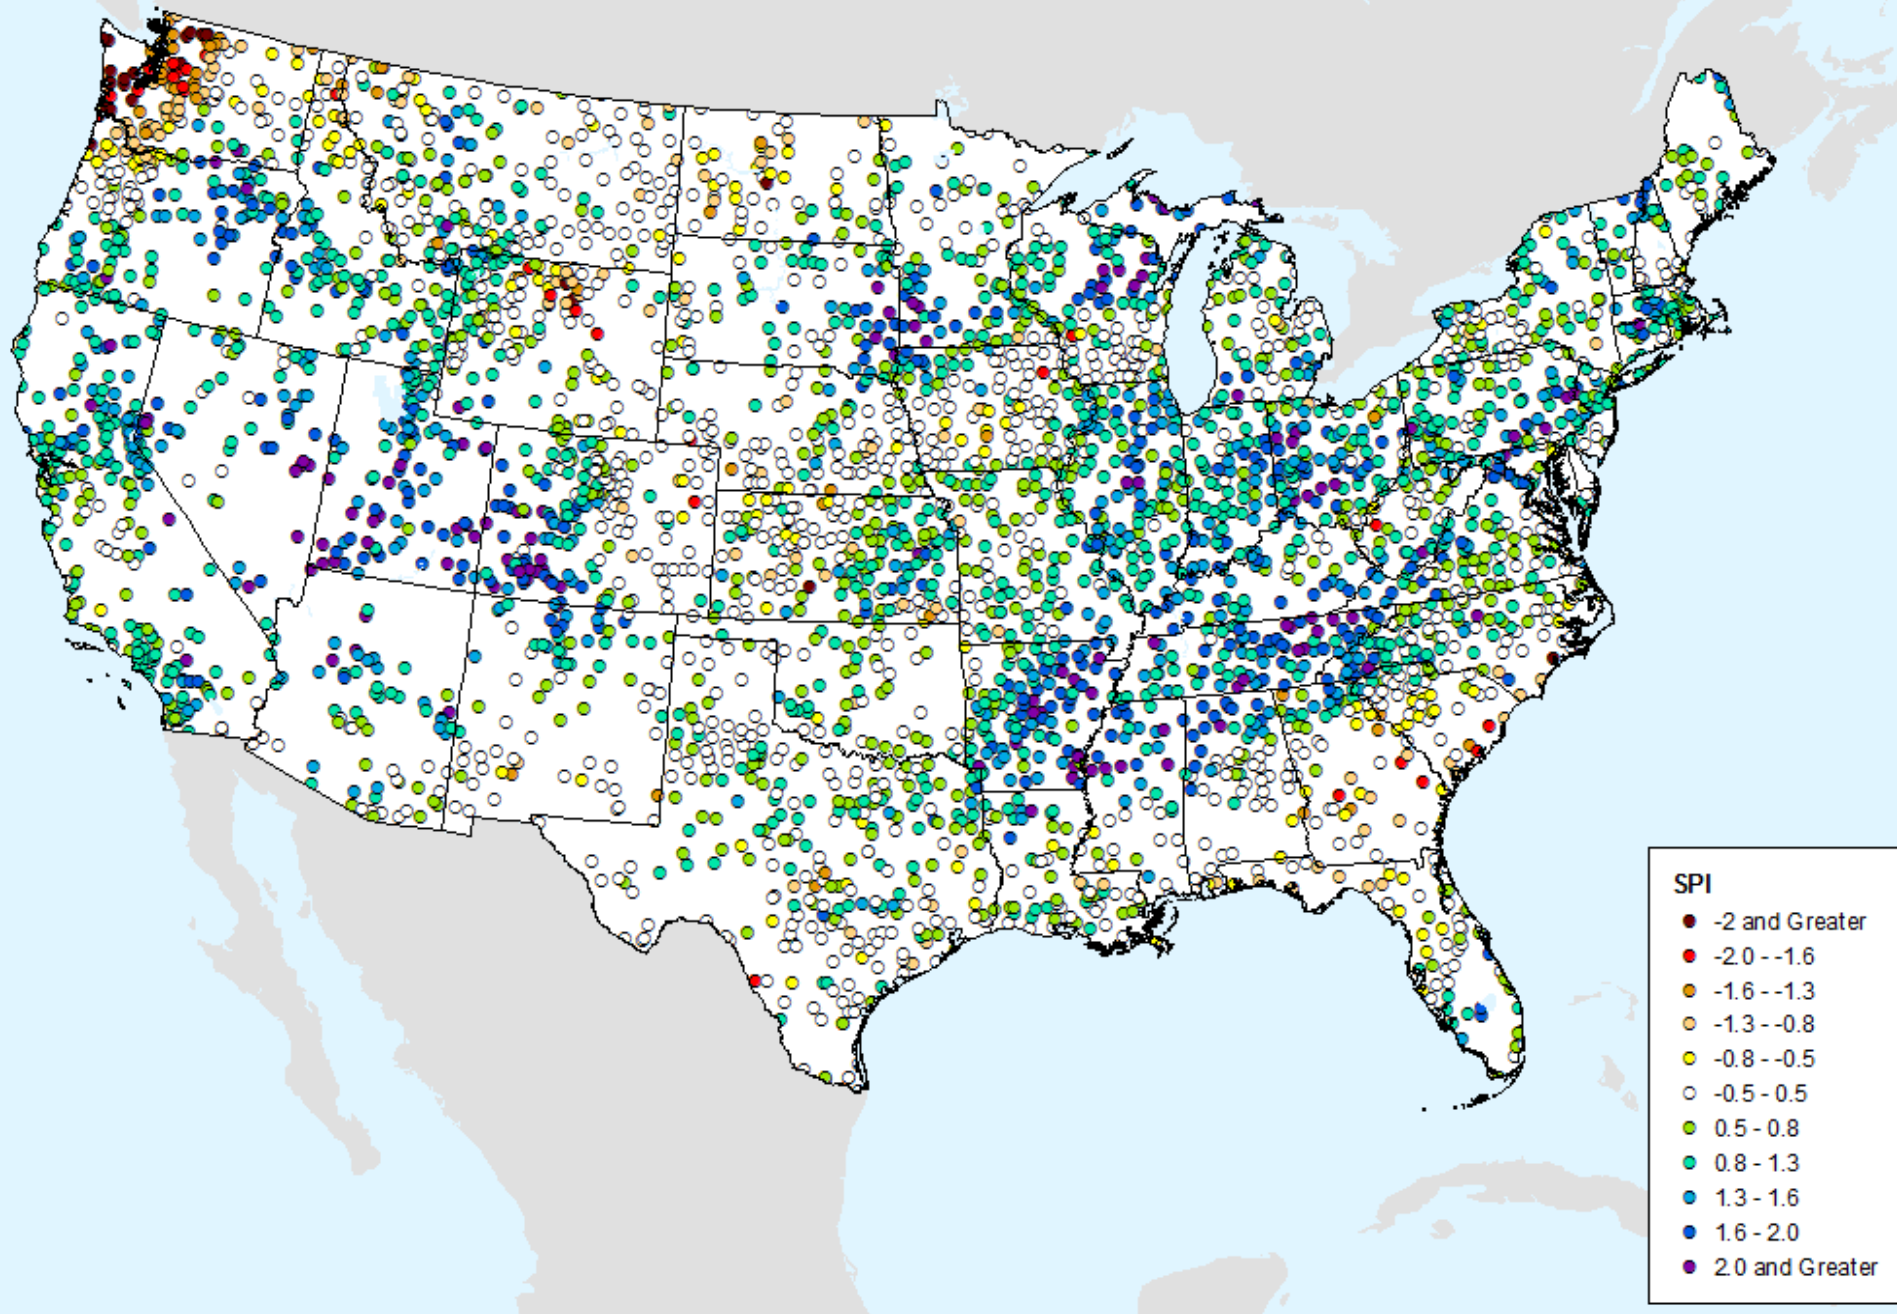 SPI
-2 and Greater
-2.0 - -1.6
-1.6 - -1.3
-1.3 - -0.8
-0.8 - -0.5
-0.5 - 0.5
0.5 - 0.8
0.8 - 1.3
1.3 - 1.6
1.6 - 2.0
2.0 and Greater